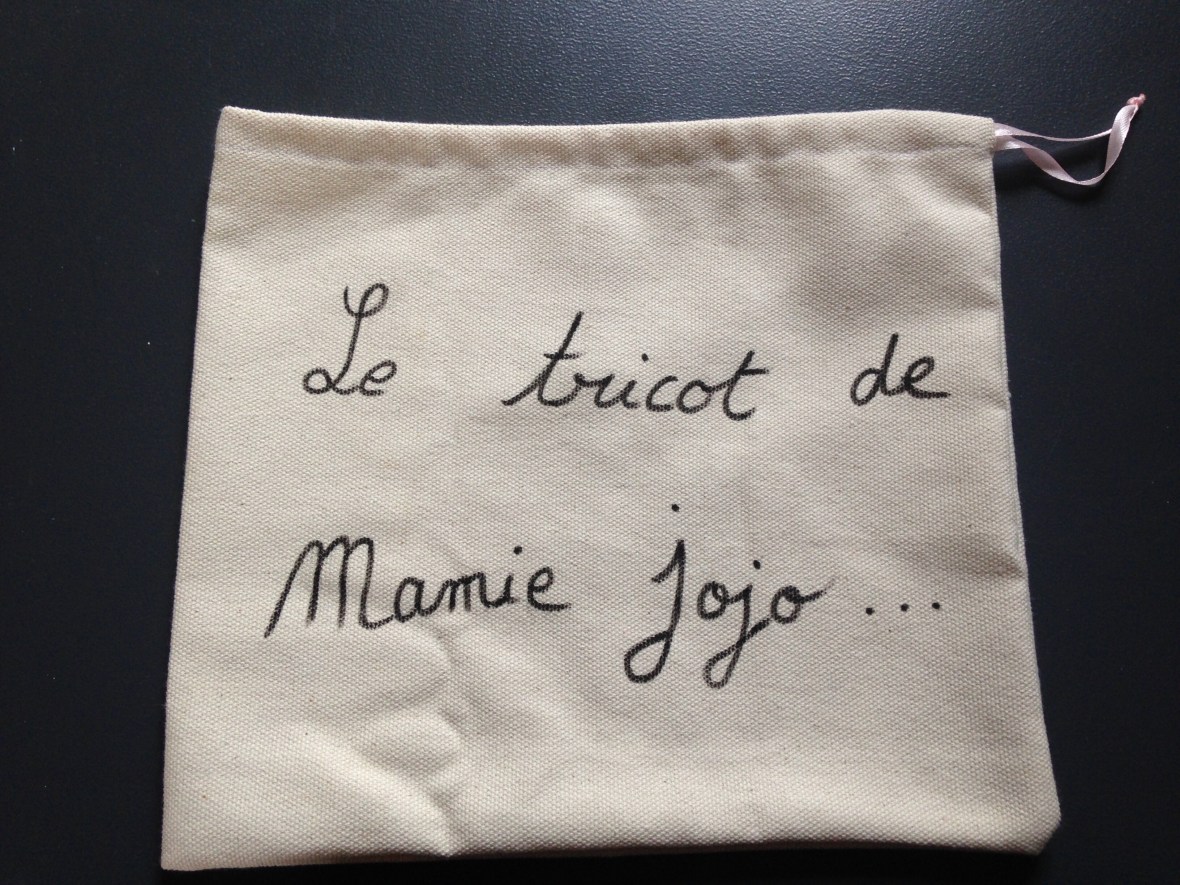 Le tricot de
Mamie Jojo ...